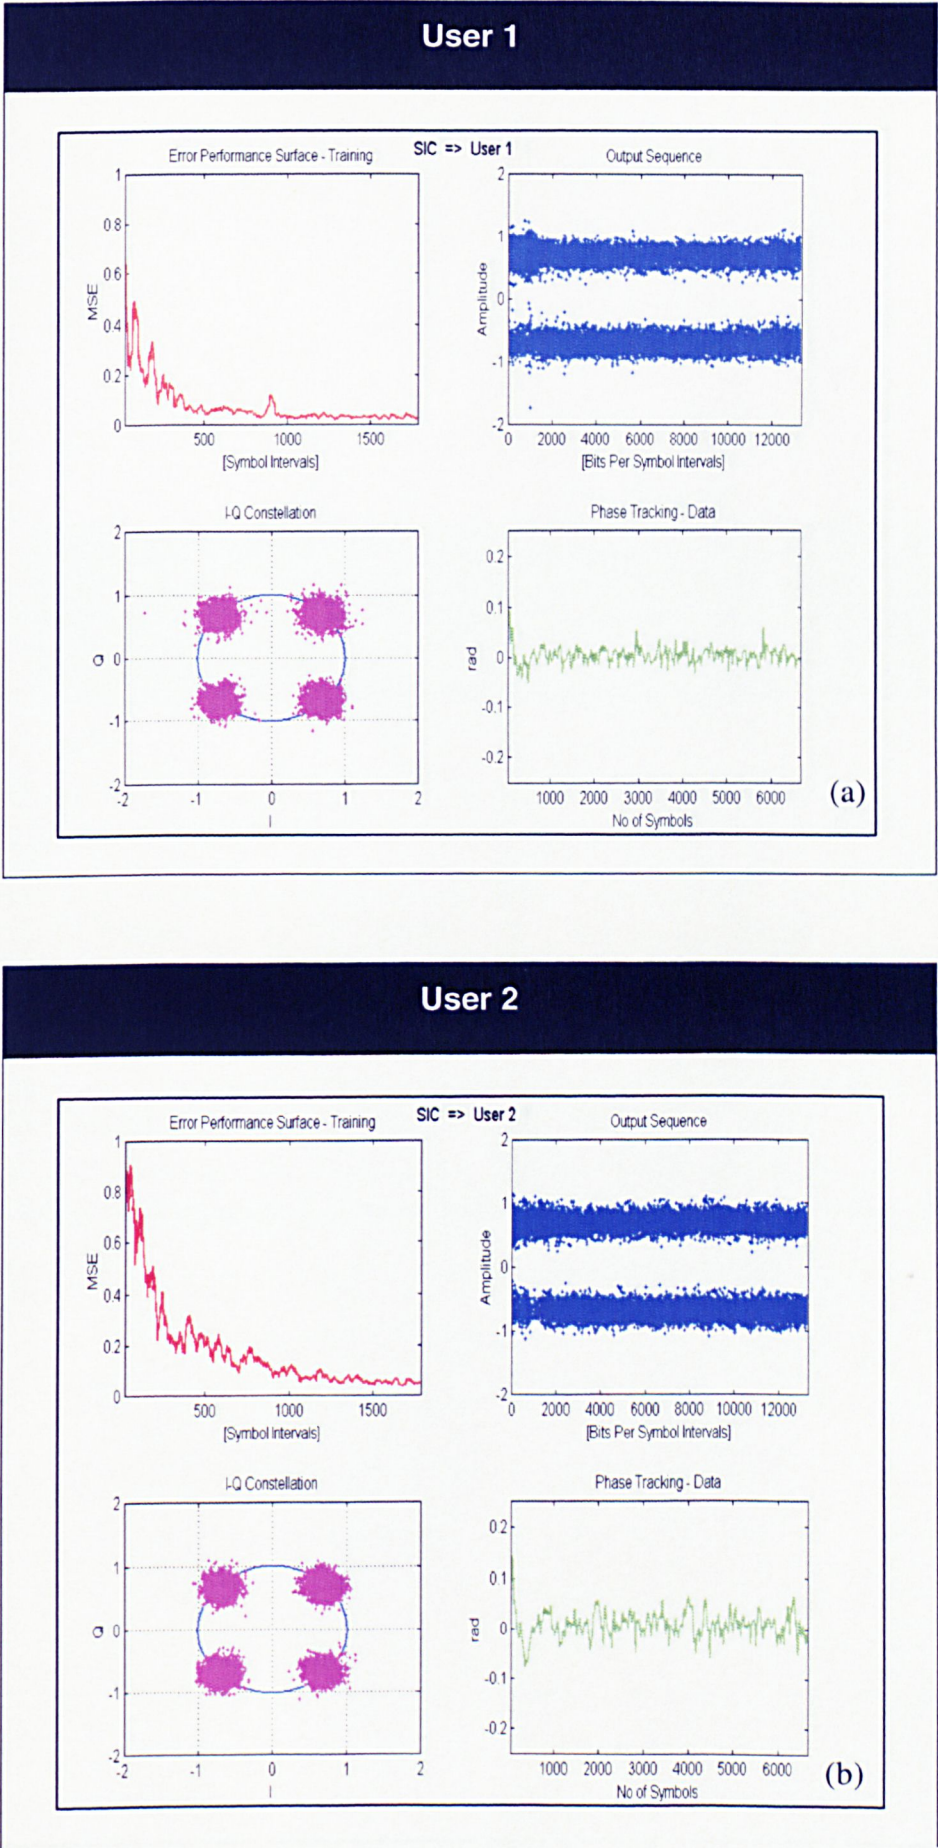 User 1
SIC => User 1
Error Performance Surface - Training
1
0.8
0.6
0.4
0.2
0
MSE
500 1000 1500
[Symbol Intervals]
Output Sequence
2
1
0
-1
-2
Amplitude
0 2000 4000 6000 8000 10000 12000
[Bits Per Symbol Intervals]
I-Q Constellation
2
1
0
-1
-2
Q
-2 -1 0 1 2
I
Phase Tracking - Data
0.2
0.1
0
-0.1
-0.2
rad
1000 2000 3000 4000 5000 6000
No of Symbols
(a)
User 2
SIC => User 2
Error Performance Surface - Training
1
0.8
0.6
0.4
0.2
0
MSE
500 1000 1500
[Symbol Intervals]
Output Sequence
2
1
0
-1
-2
Amplitude
0 2000 4000 6000 8000 10000 12000
[Bits Per Symbol Intervals]
I-Q Constellation
2
1
0
-1
-2
Q
-2 -1 0 1 2
I
Phase Tracking - Data
0.2
0.1
0
-0.1
-0.2
rad
1000 2000 3000 4000 5000 6000
No of Symbols
(b)